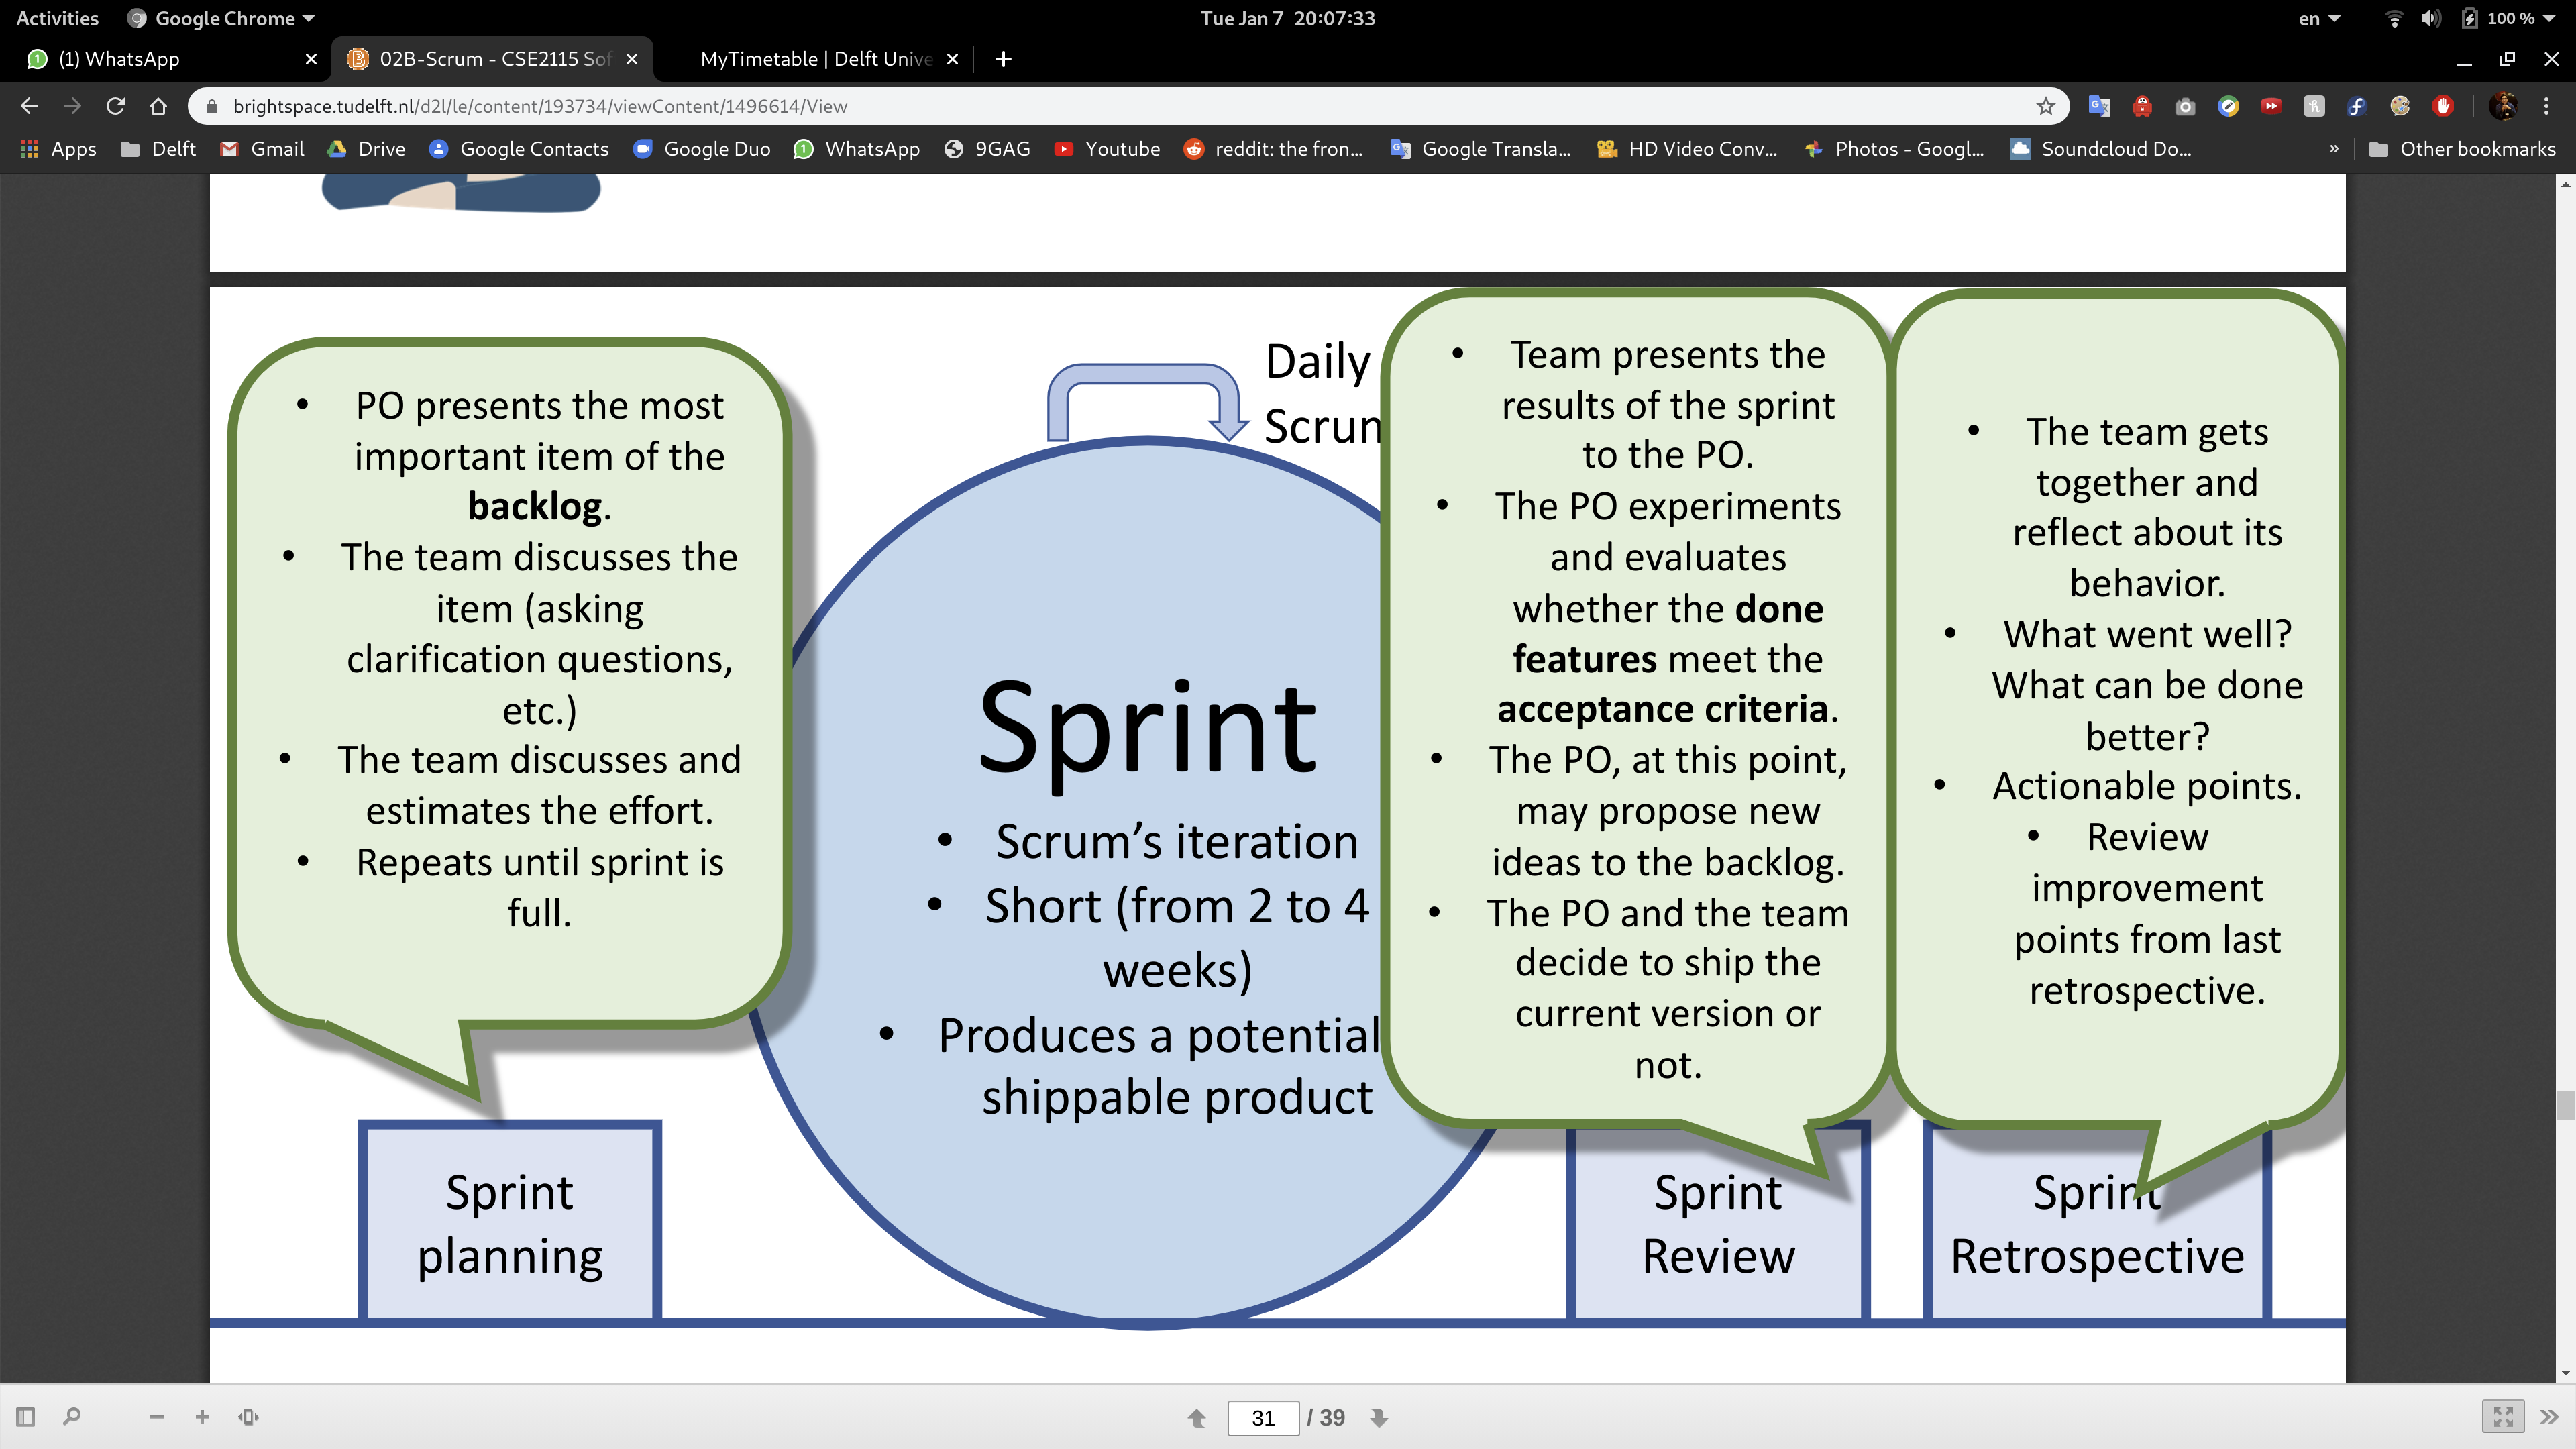 Activities
Google Chrome
Tue Jan 7 20:07:33
en
100 %
(1) WhatsApp
02B-Scrum - CSE2115 Sof
MyTimetable | Delft Unive
brightspace.tudelft.nl/d2l/le/content/193734/viewContent/1496614/View
Apps
Delft
Gmail
Drive
Google Contacts
Google Duo
WhatsApp
9GAG
Youtube
reddit: the fron...
Google Transla...
HD Video Conv...
Photos - Googl...
Soundcloud Do...
»
Other bookmarks
• PO presents the most
important item of the
backlog.
• The team discusses the
item (asking
clarification questions,
etc.)
• The team discusses and
estimates the effort.
• Repeats until sprint is
full.
Sprint
planning
Daily
Scrum
Sprint
• Scrum’s iteration
• Short (from 2 to 4
weeks)
• Produces a potential
shippable product
• Team presents the
results of the sprint
to the PO.
• The PO experiments
and evaluates
whether the done
features meet the
acceptance criteria.
• The PO, at this point,
may propose new
ideas to the backlog.
• The PO and the team
decide to ship the
current version or
not.
Sprint
Review
• The team gets
together and
reflect about its
behavior.
• What went well?
What can be done
better?
• Actionable points.
• Review
improvement
points from last
retrospective.
Sprint
Retrospective
31 / 39